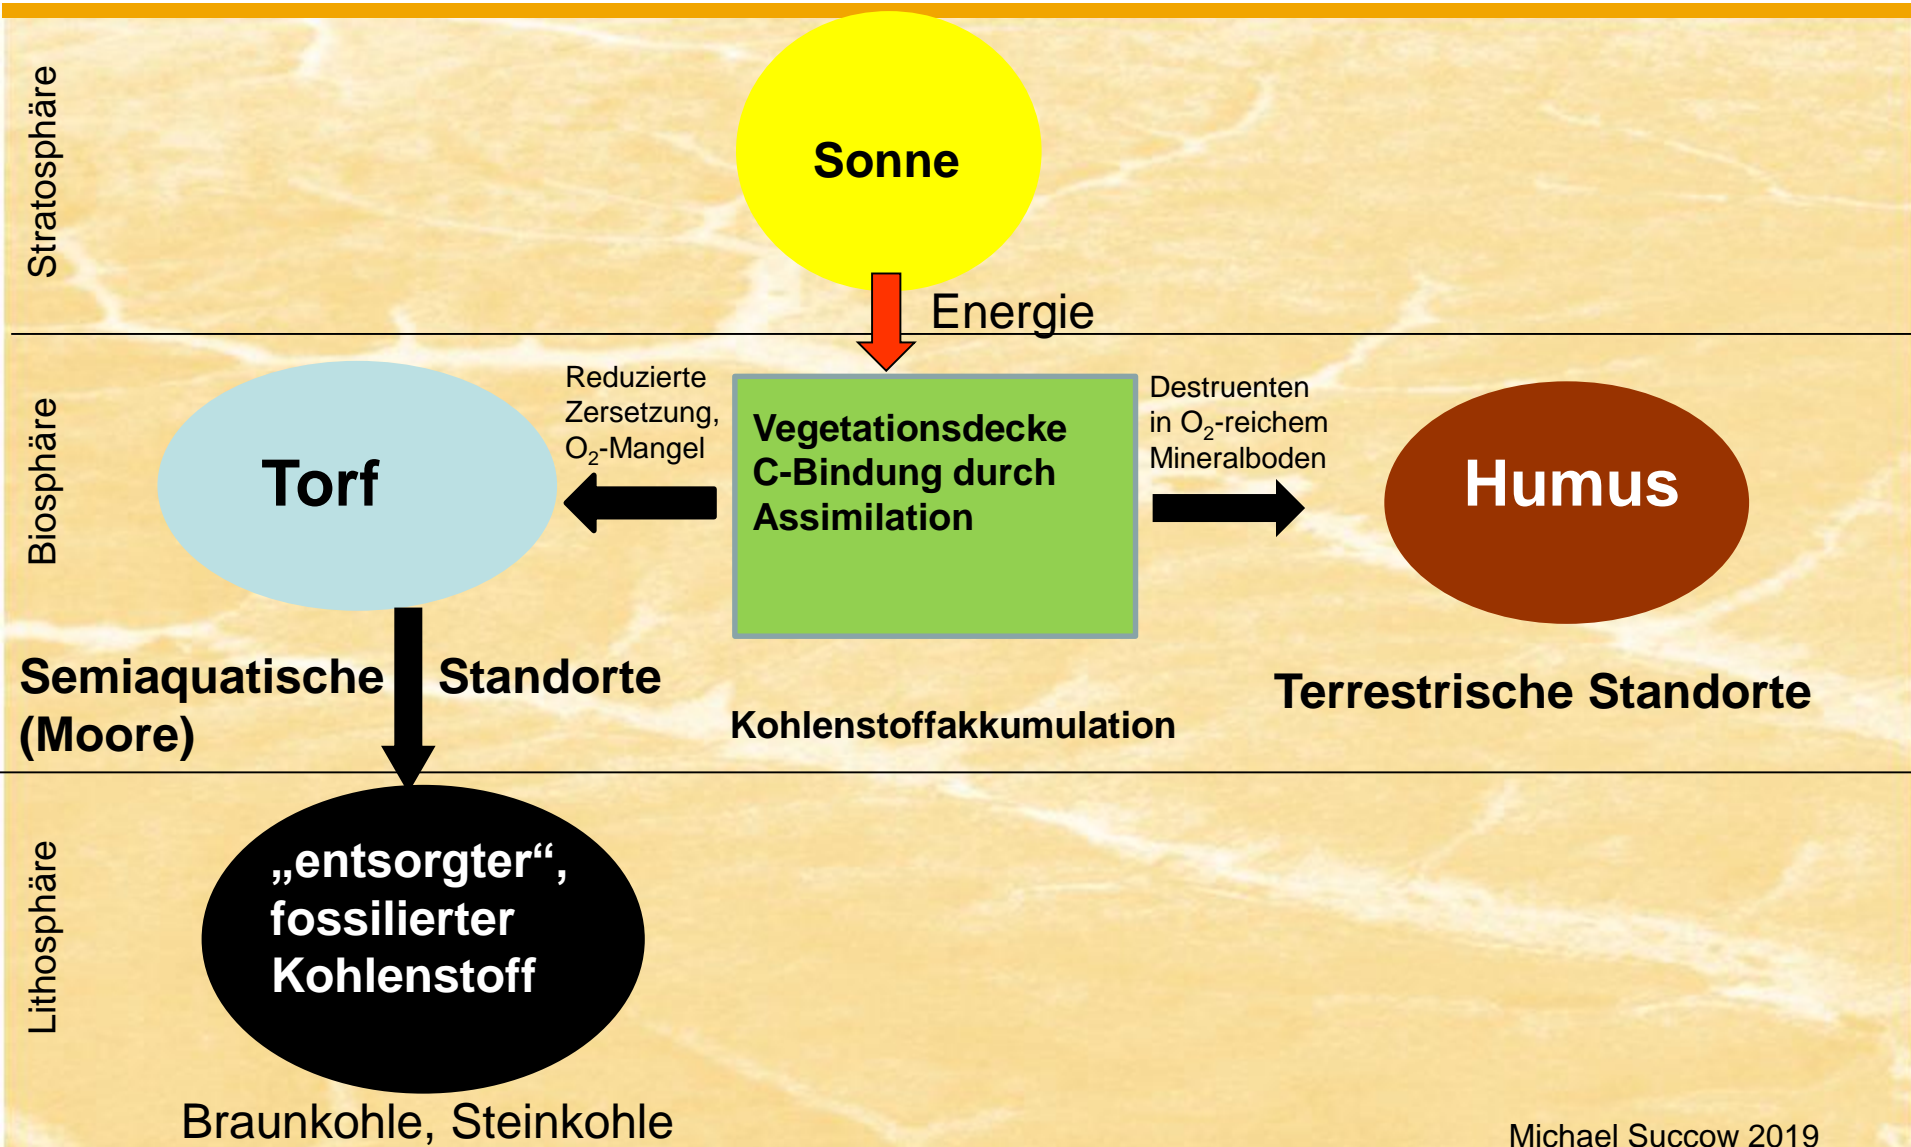 Stratosphäre
Sonne
Energie
Biosphäre
Torf
Reduzierte
Zersetzung,
O₂-Mangel
Vegetationsdecke
C-Bindung durch
Assimilation
Destruenten
in O₂-reichem
Mineralboden
Humus
Semiaquatische Standorte
(Moore)
Kohlenstoffakkumulation
Terrestrische Standorte
Lithosphäre
„entsorgter“,
fossilierter
Kohlenstoff
Braunkohle, Steinkohle
Michael Succow 2019